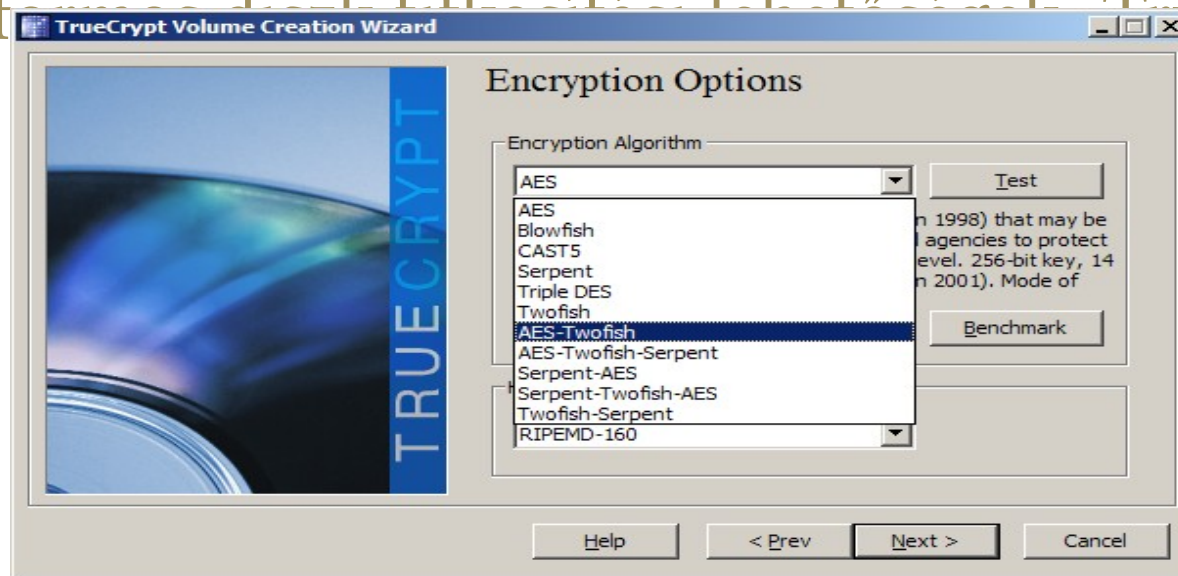 TrueCrypt Volume Creation Wizard
TRUECRYPT
Encryption Options
Encryption Algorithm
AES
Test
AES
Blowfish
CAST5
Serpent
Triple DES
Twofish
AES-Twofish
AES-Twofish-Serpent
Serpent-AES
Serpent-Twofish-AES
Twofish-Serpent
1998) that may be
agencies to protect
256-bit key, 14
2001). Mode of
Benchmark
RIPEMD-160
Help
< Prev
Next >
Cancel